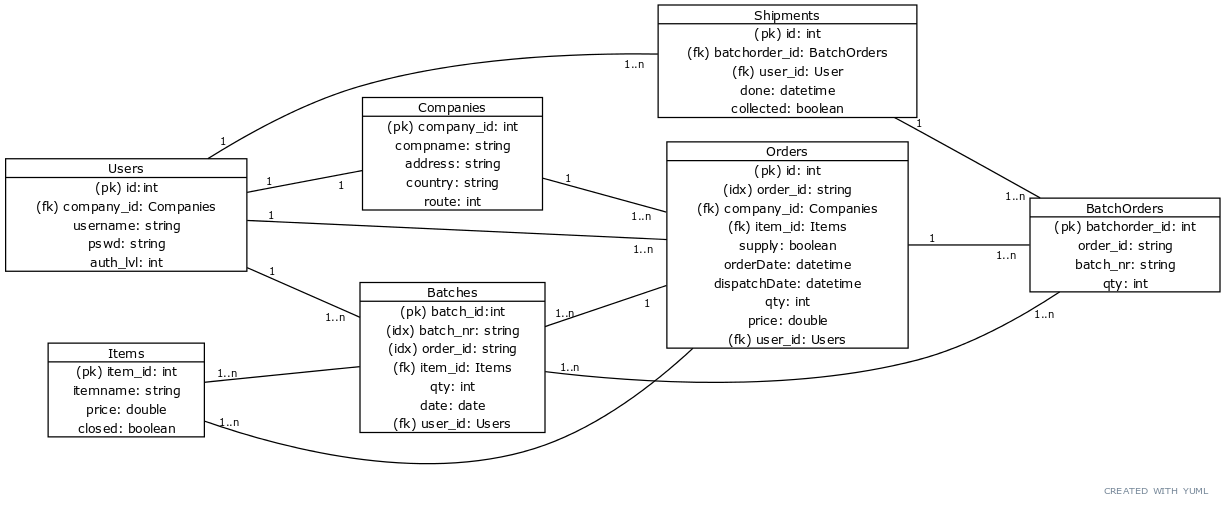 Shipments
(pk) id: int
(fk) batchorder_id: BatchOrders
(fk) user_id: User
done: datetime
collected: boolean
1..n
1
1
Companies
(pk) company_id: int
compname: string
address: string
country: string
route: int
Users
(pk) id:int
(fk) company_id: Companies
username: string
pswd: string
auth_lvl: int
1
1
1
1..n
1
1..n
1
1..n
Orders
(pk) id: int
(idx) order_id: string
(fk) company_id: Companies
(fk) item_id: Items
supply: boolean
orderDate: datetime
dispatchDate: datetime
qty: int
price: double
(fk) user_id: Users
1..n
1
1..n
BatchOrders
(pk) batchorder_id: int
order_id: string
batch_nr: string
qty: int
1..n
Batches
(pk) batch_id:int
(idx) batch_nr: string
(idx) order_id: string
(fk) item_id: Items
qty: int
date: date
(fk) user_id: Users
1..n
1
1..n
Items
(pk) item_id: int
itemname: string
price: double
closed: boolean
1..n
1..n
CREATED WITH YUML